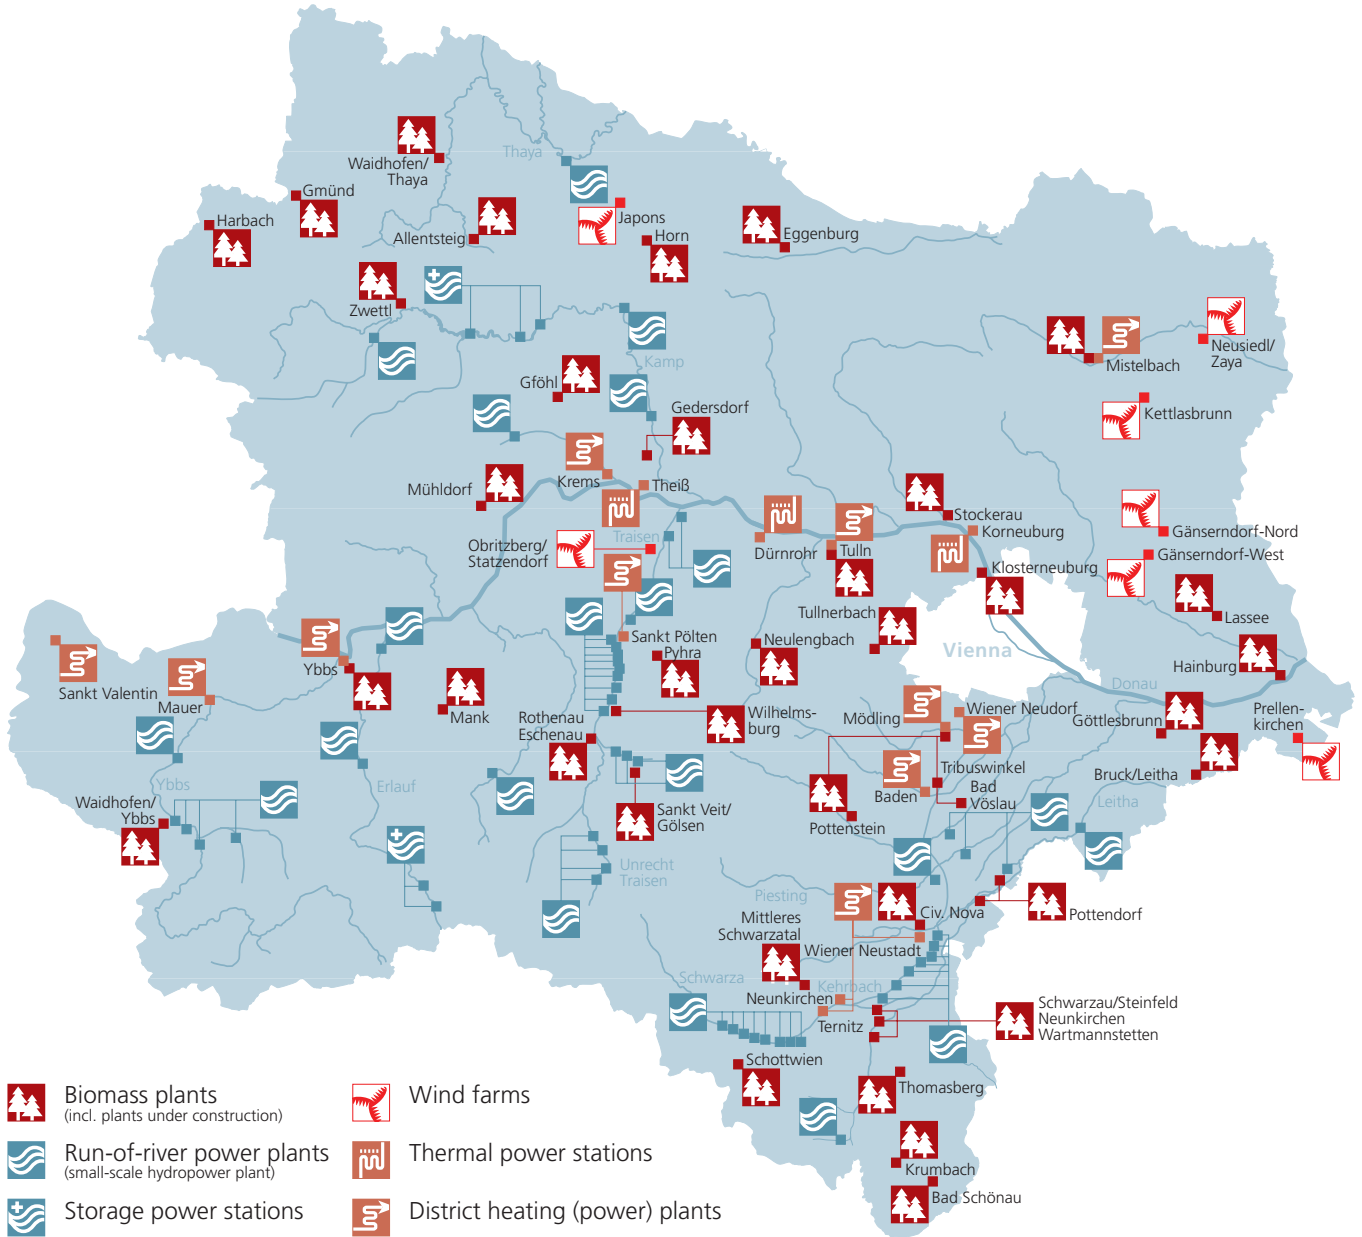 Waidhofen/
Thaya
Thaya
Gmünd
Harbach
Allentsteig
Japons
Horn
Eggenburg
Zwettl
Kamp
Neusiedl/
Zaya
Mistelbach
Gföhl
Gedersdorf
Kettlasbrunn
Mühldorf
Krems
Theiß
Stockerau
Traisen
Korneuburg
Gänserndorf-Nord
Obritzberg/
Statzendorf
Dürnrohr
Tulln
Gänserndorf-West
Klosterneuburg
Tullnerbach
Lassee
Sankt Pölten
Pyhra
Neulengbach
Vienna
Hainburg
Ybbs
Donau
Sankt Valentin
Mauer
Mank
Rothenau
Eschenau
Wilhelms-
burg
Mödling
Wiener Neudorf
Göttlesbrunn
Prellen-
kirchen
Tribuswinkel
Bad
Vöslau
Baden
Bruck/Leitha
Leitha
Ybbs
Erlauf
Waidhofen/
Ybbs
Sankt Veit/
Gölsen
Pottenstein
Unrecht
Traisen
Piesting
Mittleres
Schwarzatal
Civ. Nova
Pottendorf
Wiener Neustadt
Schwarza
Kehrbach
Neunkirchen
Ternitz
Schwarzau/Steinfeld
Neunkirchen
Wartmannstetten
Schottwien
Thomasberg
Krumbach
Bad Schönau
Biomass plants
(incl. plants under construction)
Run-of-river power plants
(small-scale hydropower plant)
Storage power stations
Wind farms
Thermal power stations
District heating (power) plants